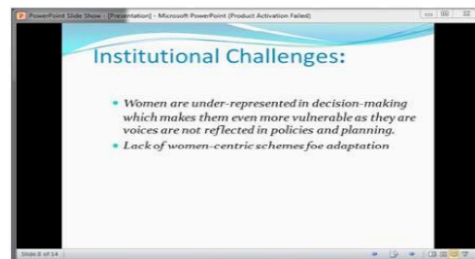 PowerPoint Slide Show - [Presentation] - Microsoft PowerPoint (Product Activation Failed)
Institutional Challenges:
• Women are under-represented in decision-making
which makes them even more vulnerable as they are
voices are not reflected in policies and planning.
• Lack of women-centric schemes foe adaptation
Slide 8 of 14